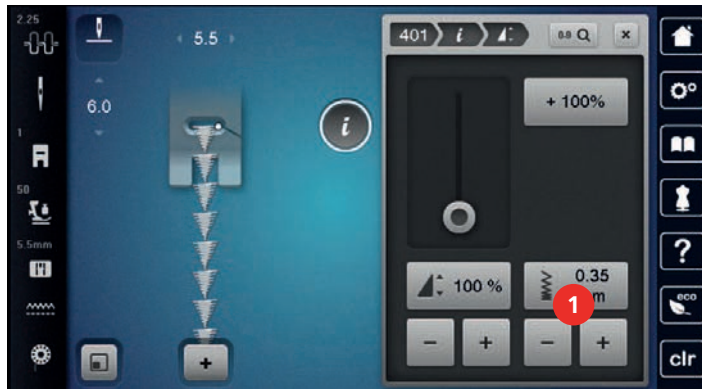 2.25
5.5
6.0
1
50
5.5mm
i
+
401 i 0.0
+ 100%
100 %
0.35
m
1
- + - +
?
eco
clr